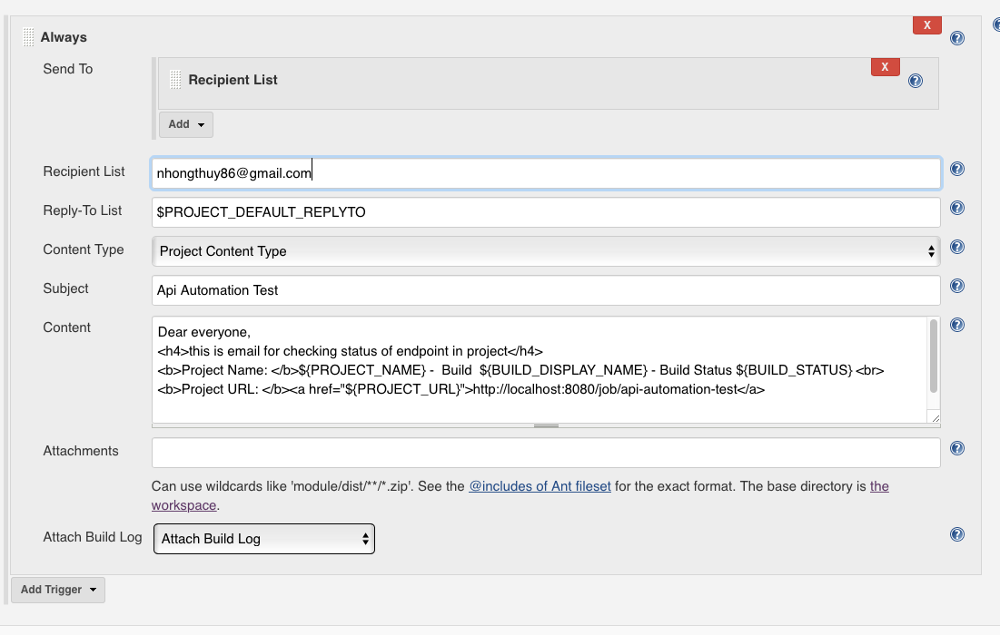 Always
X
Send To
Recipient List
X
Add
Recipient List
nhongthuy86@gmail.com
Reply-To List
$PROJECT_DEFAULT_REPLYTO
Content Type
Project Content Type
Subject
Api Automation Test
Content
Dear everyone,
<h4>this is email for checking status of endpoint in project</h4>
<b>Project Name: </b>${PROJECT_NAME} -  Build  ${BUILD_DISPLAY_NAME} - Build Status ${BUILD_STATUS} <br>
<b>Project URL: </b><a href="${PROJECT_URL}">http://localhost:8080/job/api-automation-test</a>
Attachments
Can use wildcards like 'module/dist/**/*.zip'. See the @includes of Ant fileset for the exact format. The base directory is the
workspace.
Attach Build Log
Attach Build Log
Add Trigger